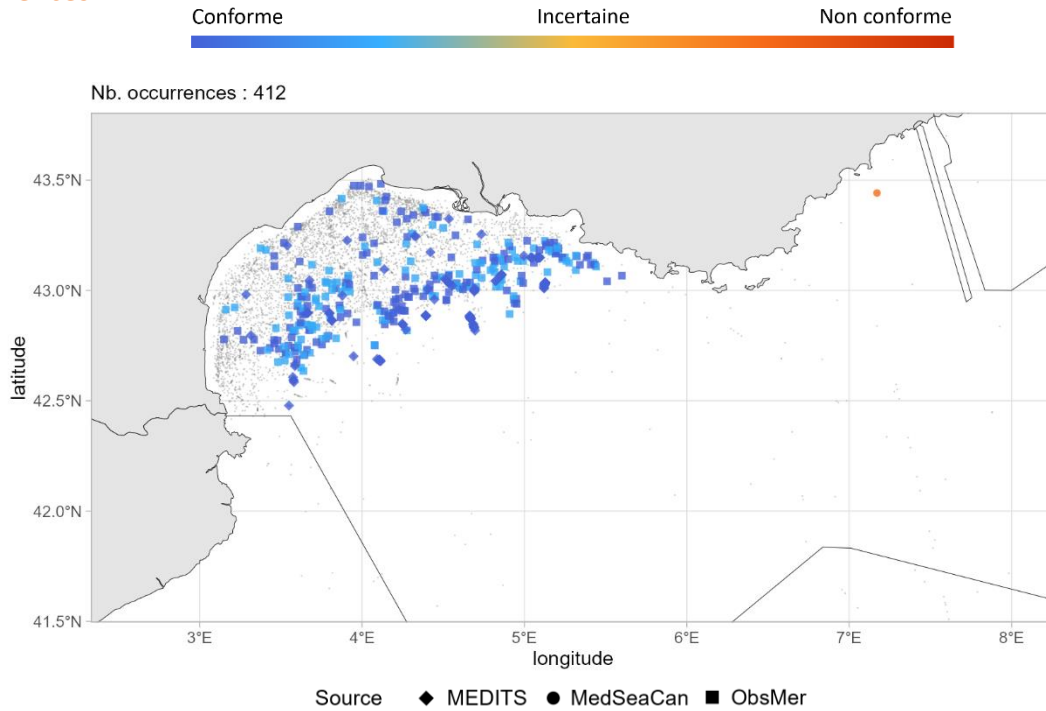 Conforme Incertaine Non conforme
Nb. occurrences : 412
43.5°N
43.0°N
42.5°N
42.0°N
41.5°N
latitude
3°E 4°E 5°E 6°E 7°E 8°E
longitude
Source MEDITS MedSeaCan ObsMer